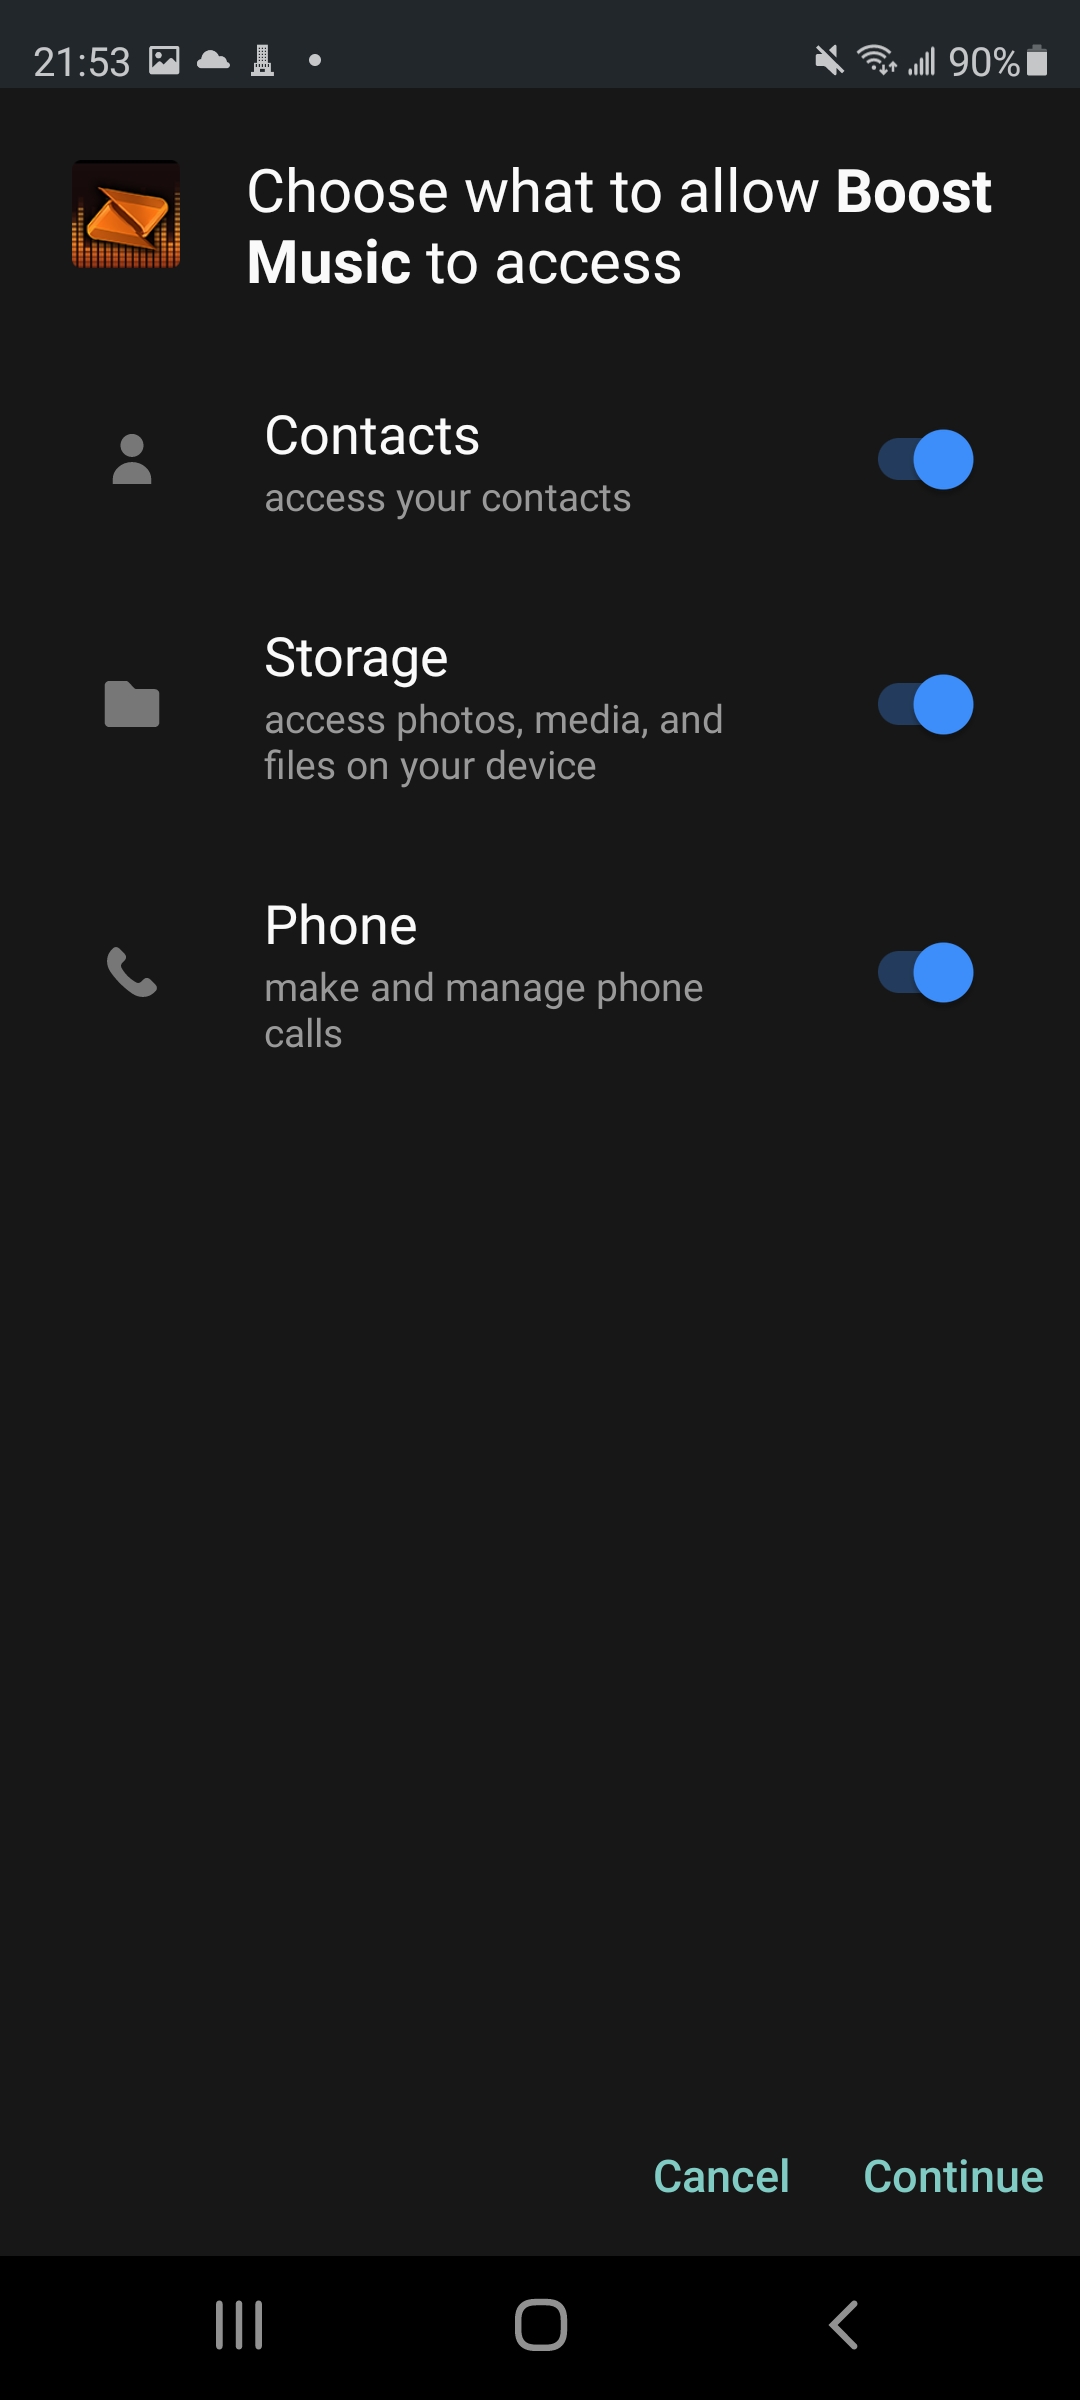 21:53
90%
Choose what to allow Boost
Music to access
Contacts
access your contacts
Storage
access photos, media, and
files on your device
Phone
make and manage phone
calls
Cancel Continue